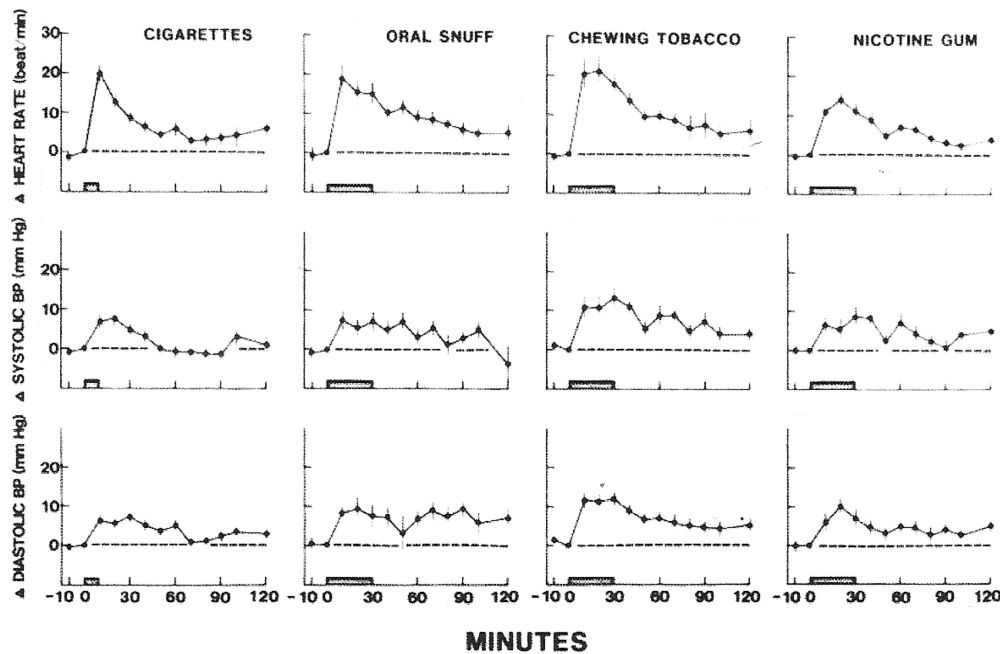 CIGARETTES ORAL SNUFF CHEWING TOBACCO NICOTINE GUM
Δ HEART RATE (beat/min)
30
20
10
0
Δ SYSTOLIC BP (mm Hg)
20
10
0
Δ DIASTOLIC BP (mm Hg)
20
10
0
-10 0 30 60 90 120 -10 0 30 60 90 120 -10 0 30 60 90 120 -10 0 30 60 90 120
MINUTES